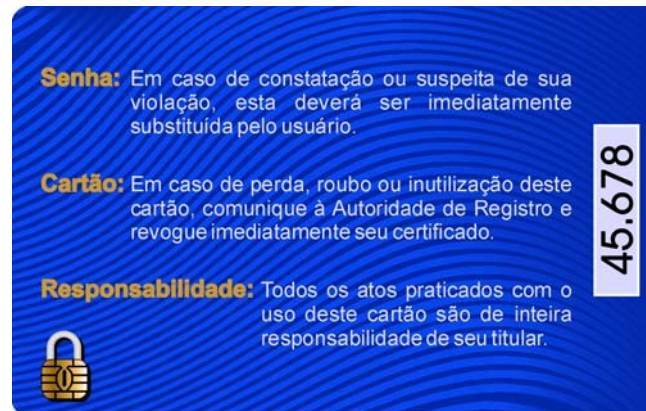 Senha: Em caso de constatação ou suspeita de sua
violação, esta deverá ser imediatamente
substituída pelo usuário.
Cartão: Em caso de perda, roubo ou inutilização deste
cartão, comunique à Autoridade de Registro e
revogue imediatamente seu certificado.
Responsabilidade: Todos os atos praticados com o
uso deste cartão são de inteira
responsabilidade de seu titular.
45.678